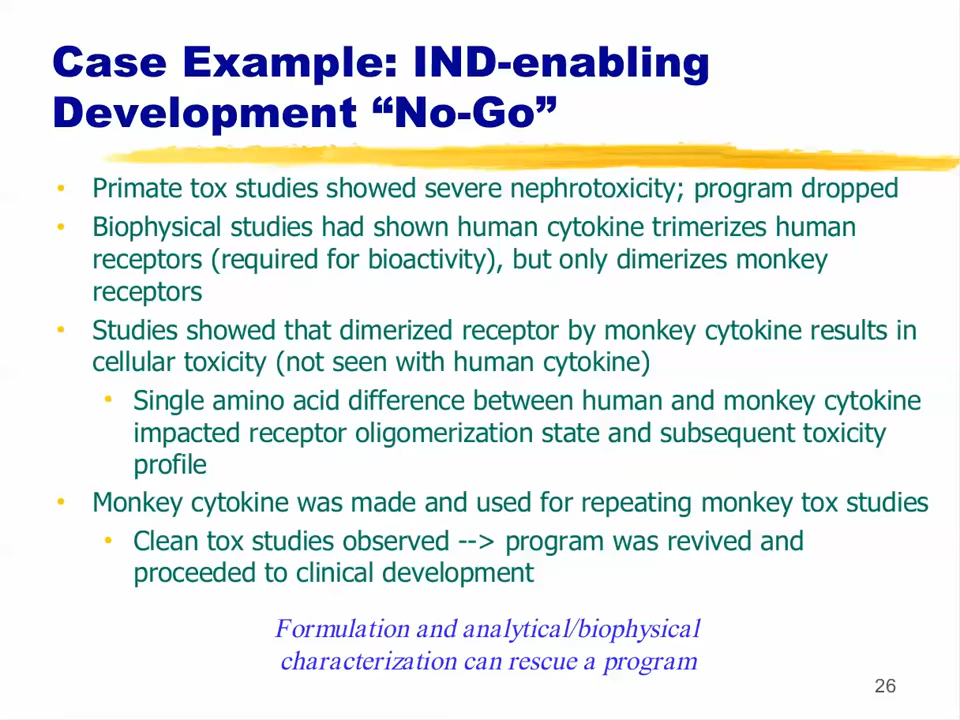 Case Example: IND-enabling
Development “No-Go”
• Primate tox studies showed severe nephrotoxicity; program dropped
• Biophysical studies had shown human cytokine trimerizes human
receptors (required for bioactivity), but only dimerizes monkey
receptors
• Studies showed that dimerized receptor by monkey cytokine results in
cellular toxicity (not seen with human cytokine)
• Single amino acid difference between human and monkey cytokine
impacted receptor oligomerization state and subsequent toxicity
profile
• Monkey cytokine was made and used for repeating monkey tox studies
• Clean tox studies observed --> program was revived and
proceeded to clinical development
Formulation and analytical/biophysical
characterization can rescue a program
26